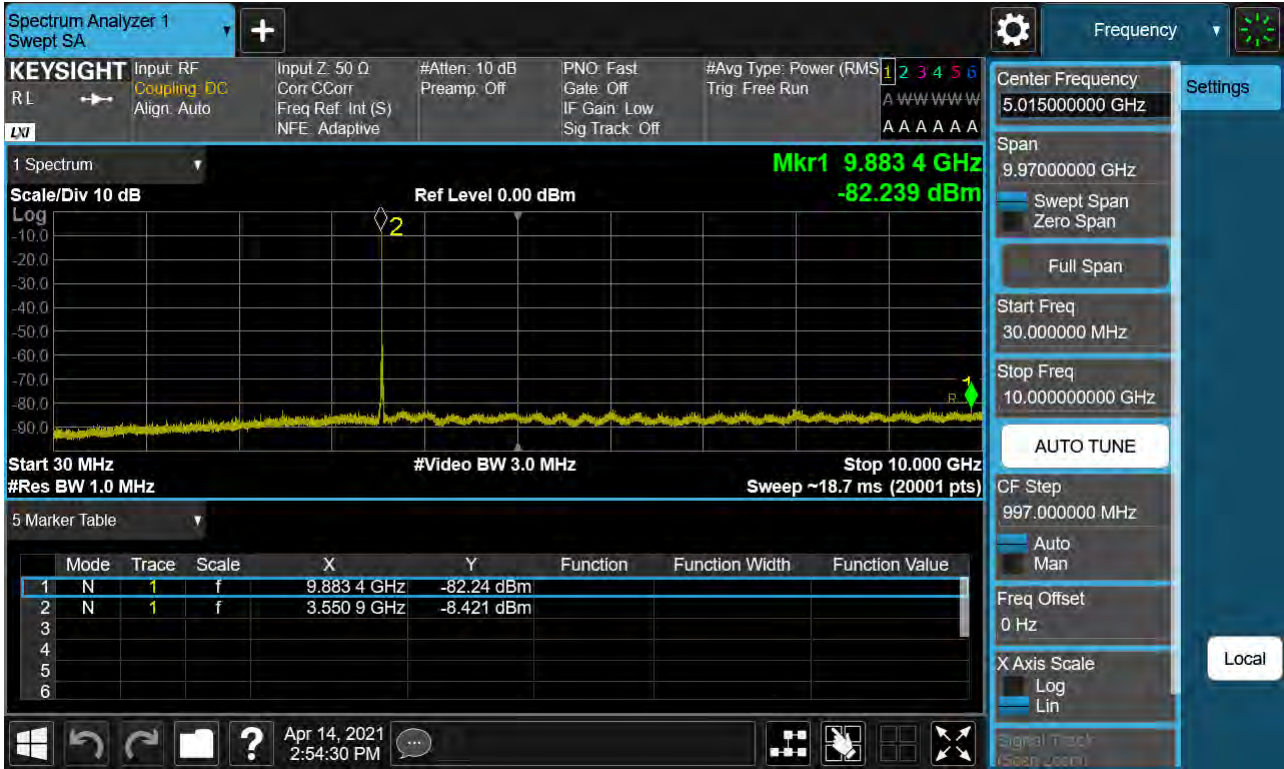 Spectrum Analyzer 1
Swept SA
Frequency
KEYSIGHT
R L
LXI
Input: RF
Coupling: DC
Align: Auto
Input Z: 50 Ω
Corr CCorr
Freq Ref: Int (S)
NFE: Adaptive
#Atten: 10 dB
Preamp: Off
PNO: Fast
Gate: Off
IF Gain: Low
Sig Track: Off
#Avg Type: Power (RMS
Trig: Free Run
1 2 3 4 5 6
A W W W W W
A A A A A A
1 Spectrum
Mkr1 9.883 4 GHz
Scale/Div 10 dB
Ref Level 0.00 dBm
-82.239 dBm
Log
2
-10.0
-20.0
-30.0
-40.0
-50.0
-60.0
-70.0
1
-80.0
R
-90.0
Start 30 MHz
#Video BW 3.0 MHz
Stop 10.000 GHz
#Res BW 1.0 MHz
Sweep ~18.7 ms (20001 pts)
5 Marker Table
Mode Trace Scale X Y Function Function Width Function Value
1 N 1 f 9.883 4 GHz -82.24 dBm
2 N 1 f 3.550 9 GHz -8.421 dBm
3
4
5
6
Center Frequency
5.015000000 GHz
Settings
Span
9.97000000 GHz
Swept Span
Zero Span
Full Span
Start Freq
30.000000 MHz
Stop Freq
10.000000000 GHz
AUTO TUNE
CF Step
997.000000 MHz
Auto
Man
Freq Offset
0 Hz
X Axis Scale
Log
Lin
Signal Track
(Span Zoom)
Local
?
Apr 14, 2021
2:54:30 PM